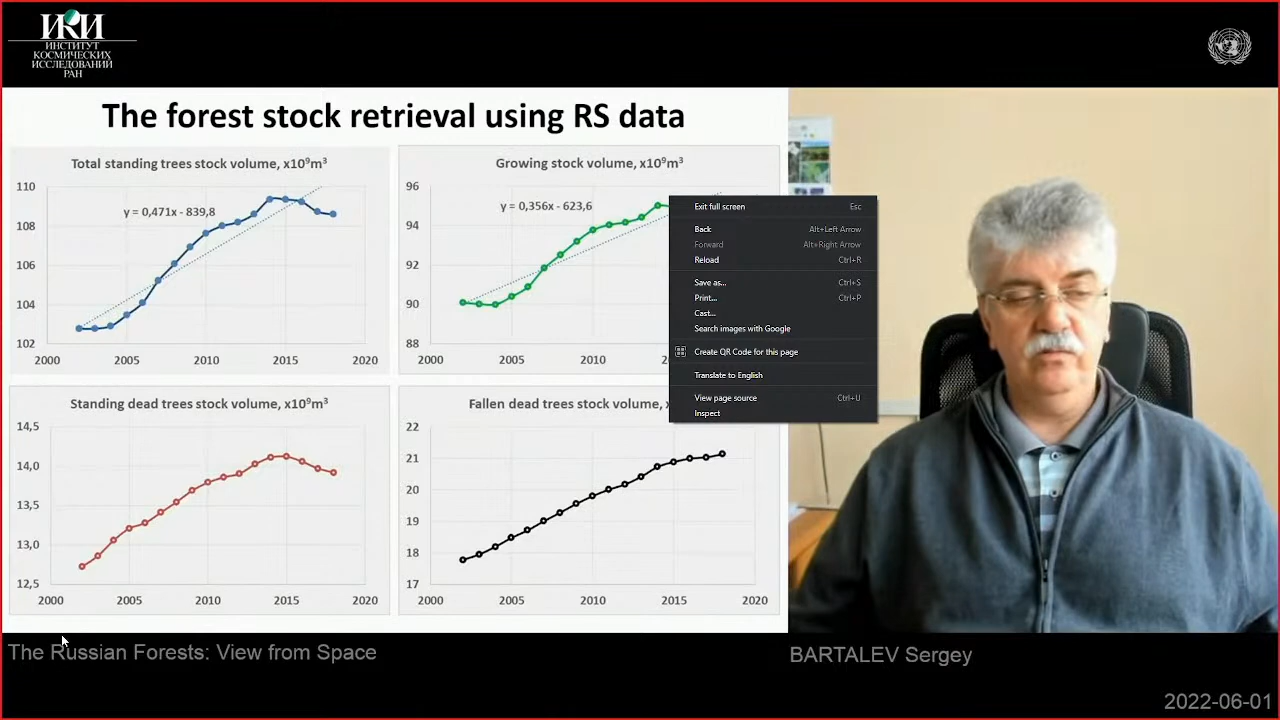 ИКИ
ИНСТИТУТ
КОСМИЧЕСКИХ
ИССЛЕДОВАНИЙ
РАН
The forest stock retrieval using RS data
Total standing trees stock volume, x10⁹m³
110
108
106
104
102
y = 0,471x - 839,8
2000 2005 2010 2015 2020
Growing stock volume, x10⁹m³
96
94
92
90
88
y = 0,356x - 623,6
2000 2005 2010
Exit full screen Esc
Back Alt+Left Arrow
Forward Alt+Right Arrow
Reload Ctrl+R
Save as... Ctrl+S
Print... Ctrl+P
Cast...
Search images with Google
Create QR Code for this page
Translate to English
View page source Ctrl+U
Inspect
Standing dead trees stock volume, x10⁹m³
14,5
14,0
13,5
13,0
12,5
2000 2005 2010 2015 2020
Fallen dead trees stock volume,
22
21
20
19
18
17
2000 2005 2010 2015 2020
The Russian Forests: View from Space
BARTALEV Sergey
2022-06-01